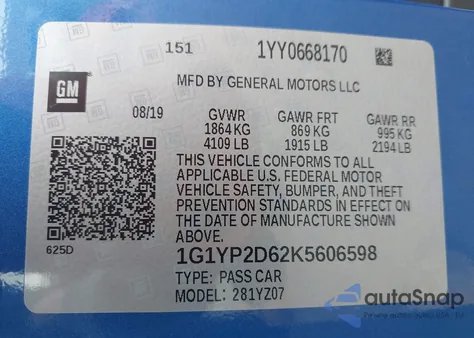 151 1YY0668170
GM
MFD BY GENERAL MOTORS LLC
08/19 GVWR GAWR FRT GAWR RR
1864 KG 869 KG 995 KG
4109 LB 1915 LB 2194 LB
THIS VEHICLE CONFORMS TO ALL
APPLICABLE U.S. FEDERAL MOTOR
VEHICLE SAFETY, BUMPER, AND THEFT
PREVENTION STANDARDS IN EFFECT ON
THE DATE OF MANUFACTURE SHOWN
ABOVE.
625D
1G1YP2D62K5606598
TYPE: PASS CAR
MODEL: 281YZ07
autoSnap